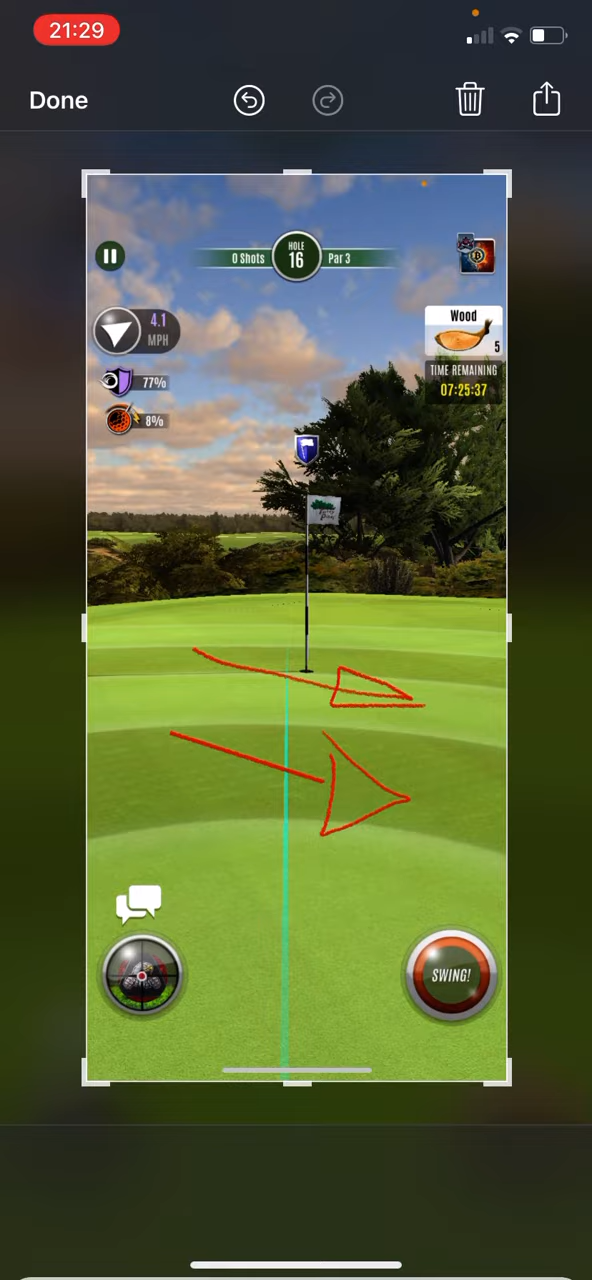 21:29
Done
0 Shots
HOLE
16
Par 3
4.1
MPH
Wood
5
77%
TIME REMAINING
07:25:37
8%
SWING!